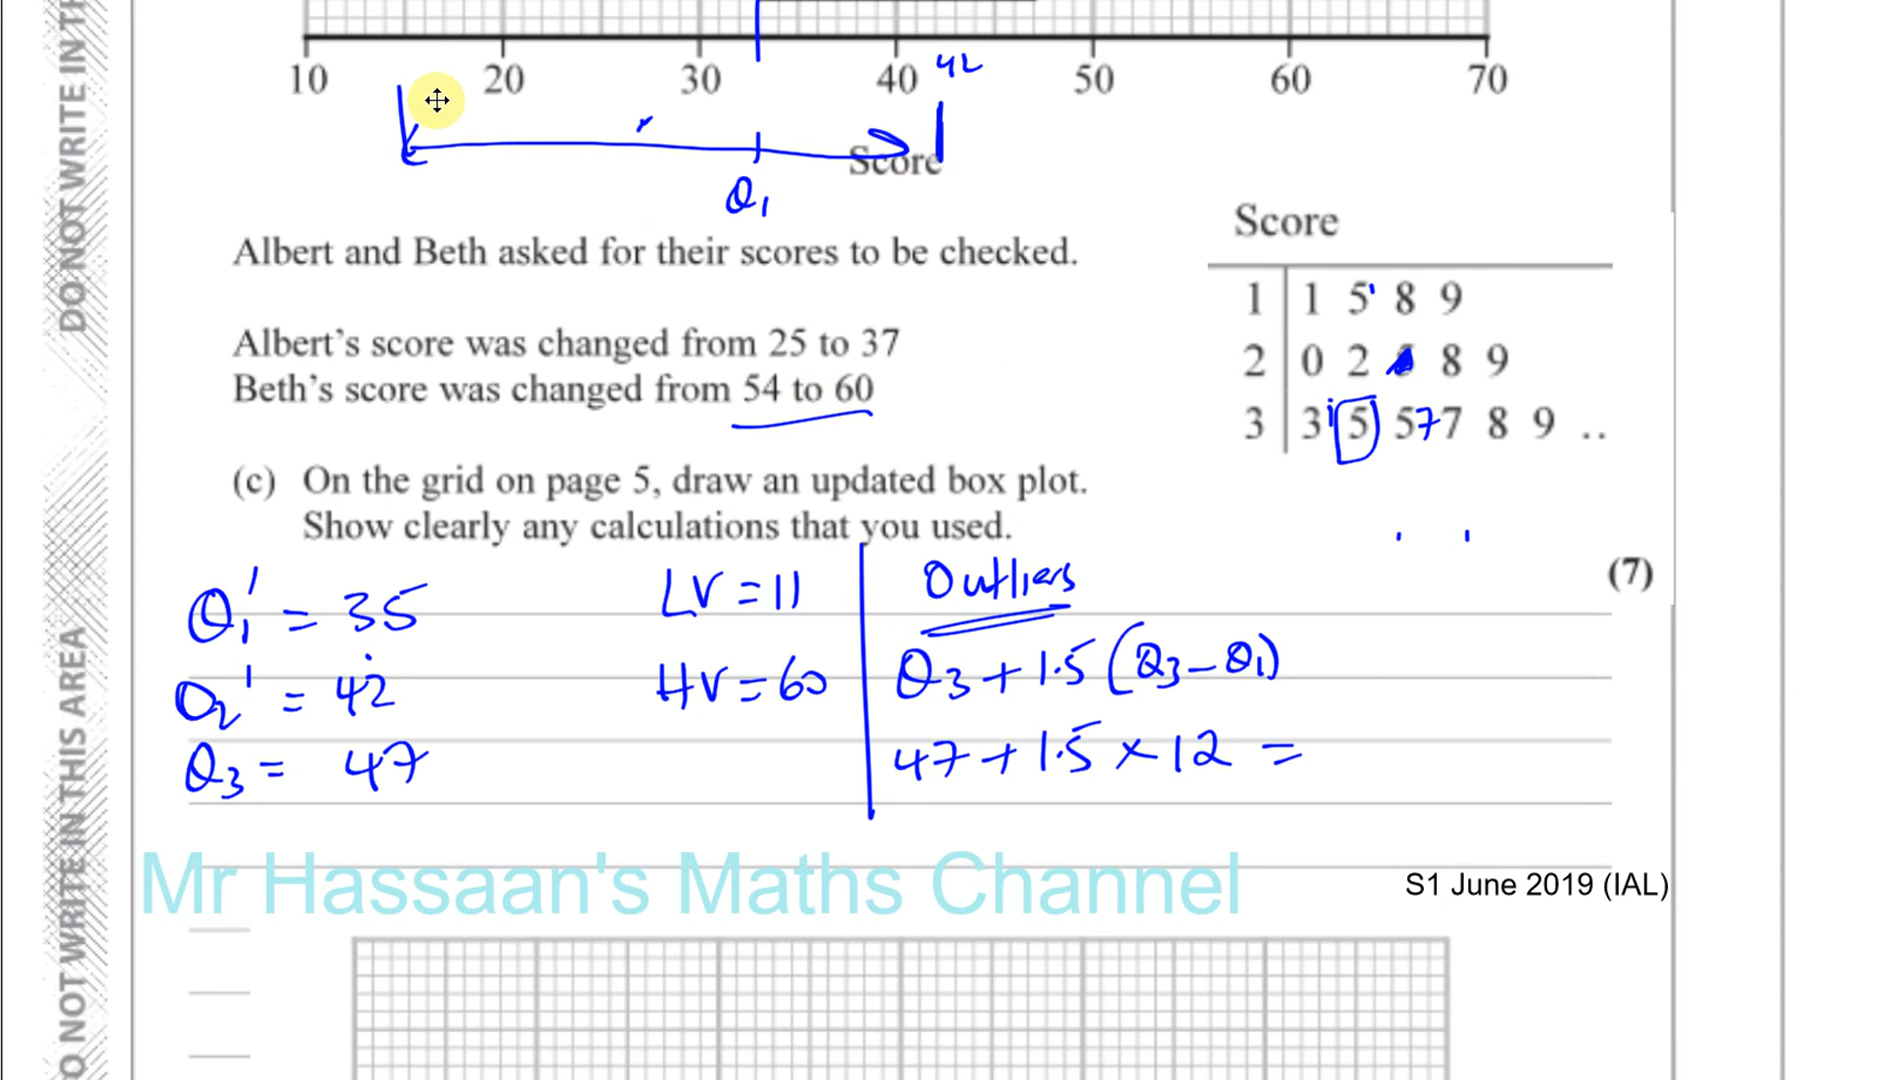 DO NOT WRITE IN TH
10 20 30 40 50 60 70
42
Score
Q1
Albert and Beth asked for their scores to be checked.
Albert’s score was changed from 25 to 37
Beth’s score was changed from 54 to 60
Score
1 | 1 5 8 9
2 | 0 2 8 9
3 | 3 5 5 7 7 8 9 ..
(c) On the grid on page 5, draw an updated box plot.
Show clearly any calculations that you used.
(7)
Q1' = 35
LV = 11
Outliers
Q2' = 42
HV = 60
Q3 + 1.5 (Q3 – Q1)
Q3 = 47
47 + 1.5 × 12 =
DO NOT WRITE IN THIS AREA
Mr Hassaan's Maths Channel
S1 June 2019 (IAL)